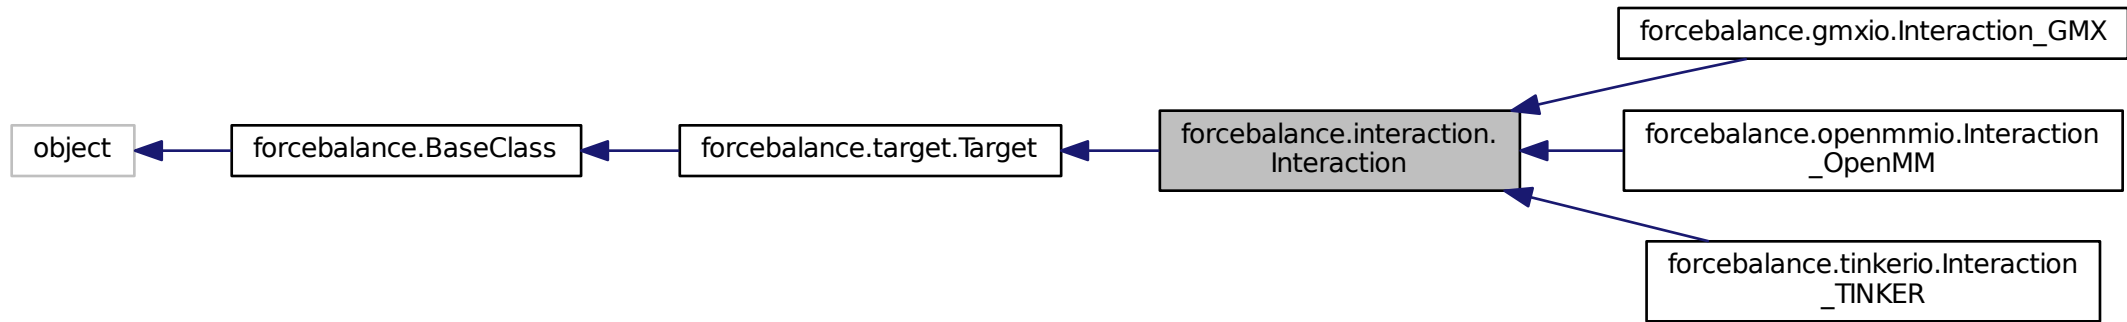 object
forcebalance.BaseClass
forcebalance.target.Target
forcebalance.interaction.
Interaction
forcebalance.gmxio.Interaction_GMX
forcebalance.openmmio.Interaction
_OpenMM
forcebalance.tinkerio.Interaction
_TINKER